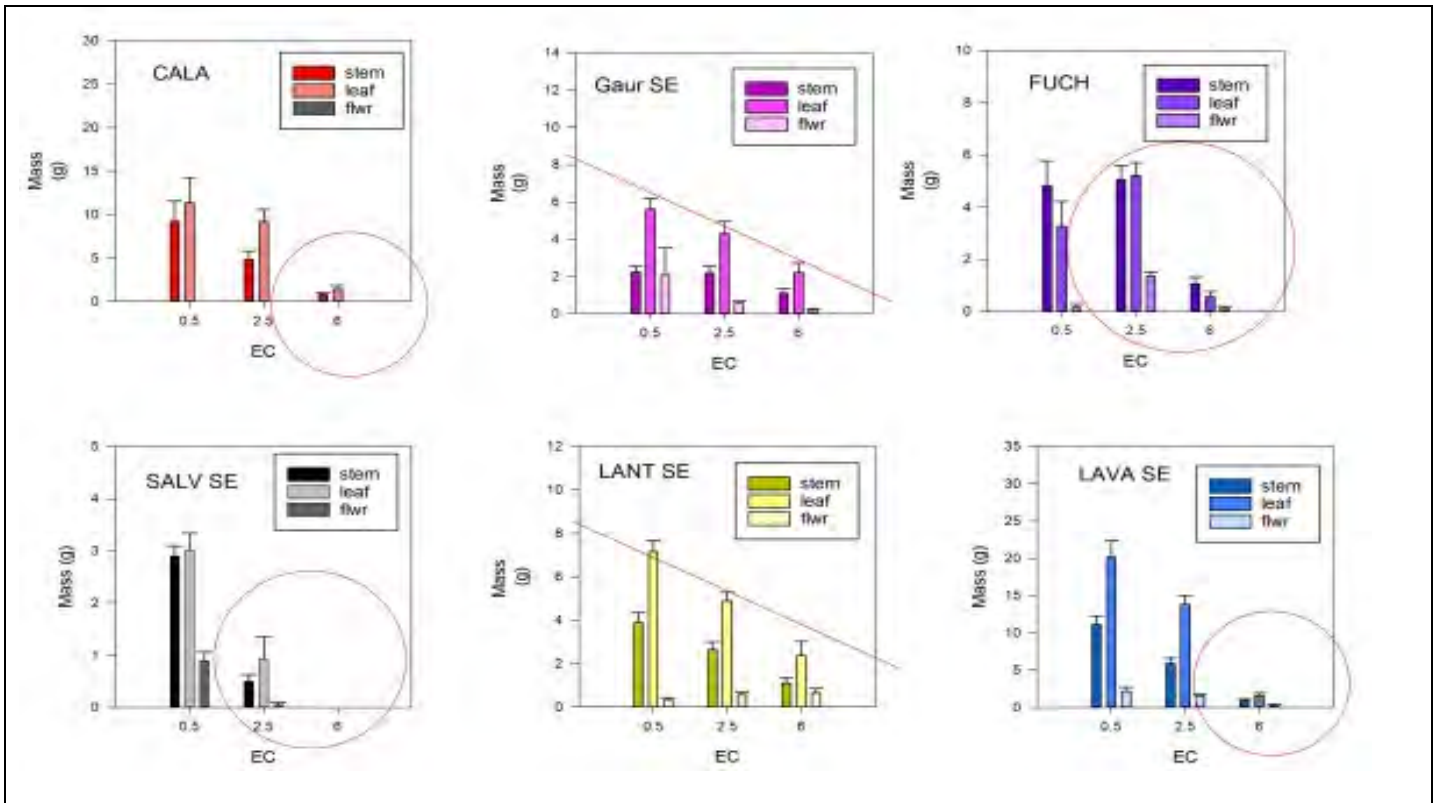 CALA
stem
leaf
flwr
30
25
20
15
10
5
0
Mass
(g)
0.5
2.5
6
EC
Gaur SE
stem
leaf
flwr
14
12
10
8
6
4
2
0
Mass
(g)
0.5
2.5
6
EC
FUCH
stem
leaf
flwr
10
8
6
4
2
0
Mass
(g)
0.5
2.5
6
EC
SALV SE
stem
leaf
flwr
5
4
3
2
1
0
Mass (g)
0.5
2.5
6
EC
LANT SE
stem
leaf
flwr
12
10
8
6
4
2
0
Mass
(g)
0.5
2.5
6
EC
LAVA SE
stem
leaf
flwr
35
30
25
20
15
10
5
0
Mass (g)
0.5
2.5
6
EC